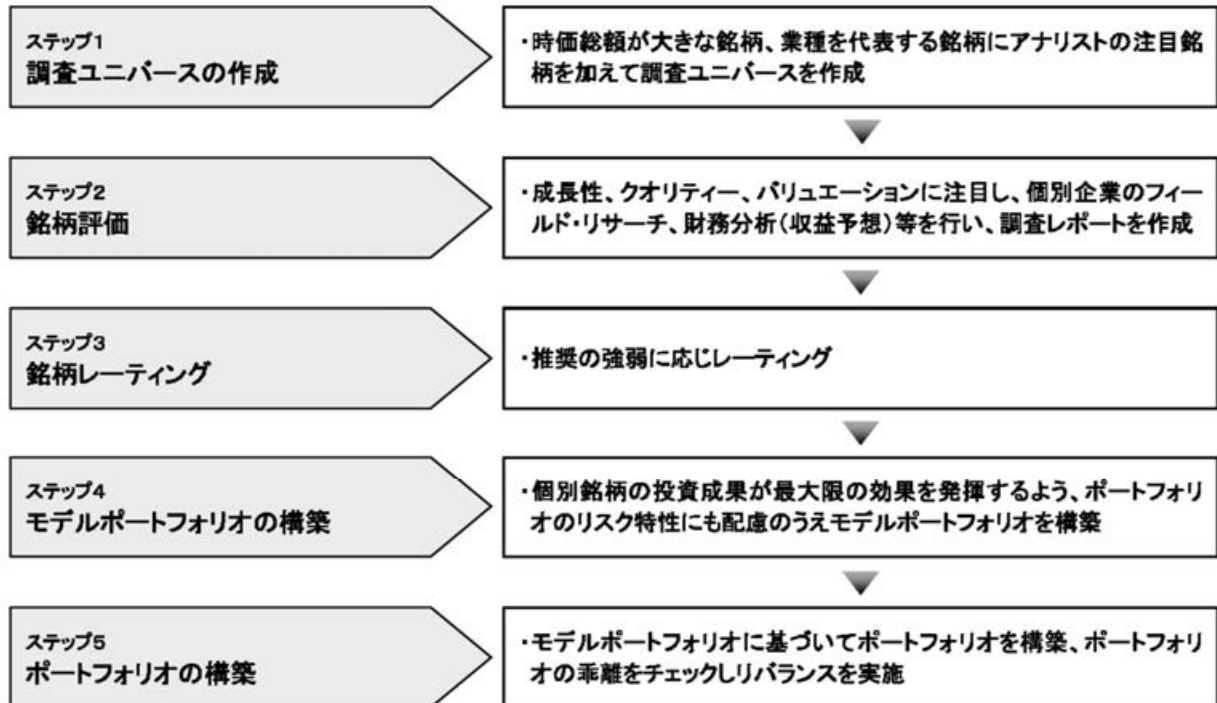 ステップ1
調査ユニバースの作成
・時価総額が大きな銘柄、業種を代表する銘柄にアナリストの注目銘
柄を加えて調査ユニバースを作成
ステップ2
銘柄評価
・成長性、クオリティー、バリュエーションに注目し、個別企業のフィー
ルド・リサーチ、財務分析(収益予想)等を行い、調査レポートを作成
ステップ3
銘柄レーティング
・推奨の強弱に応じレーティング
ステップ4
モデルポートフォリオの構築
・個別銘柄の投資成果が最大限の効果を発揮するよう、ポートフォリ
オのリスク特性にも配慮のうえモデルポートフォリオを構築
ステップ5
ポートフォリオの構築
・モデルポートフォリオに基づいてポートフォリオを構築、ポートフォリ
オの乖離をチェックしリバランスを実施